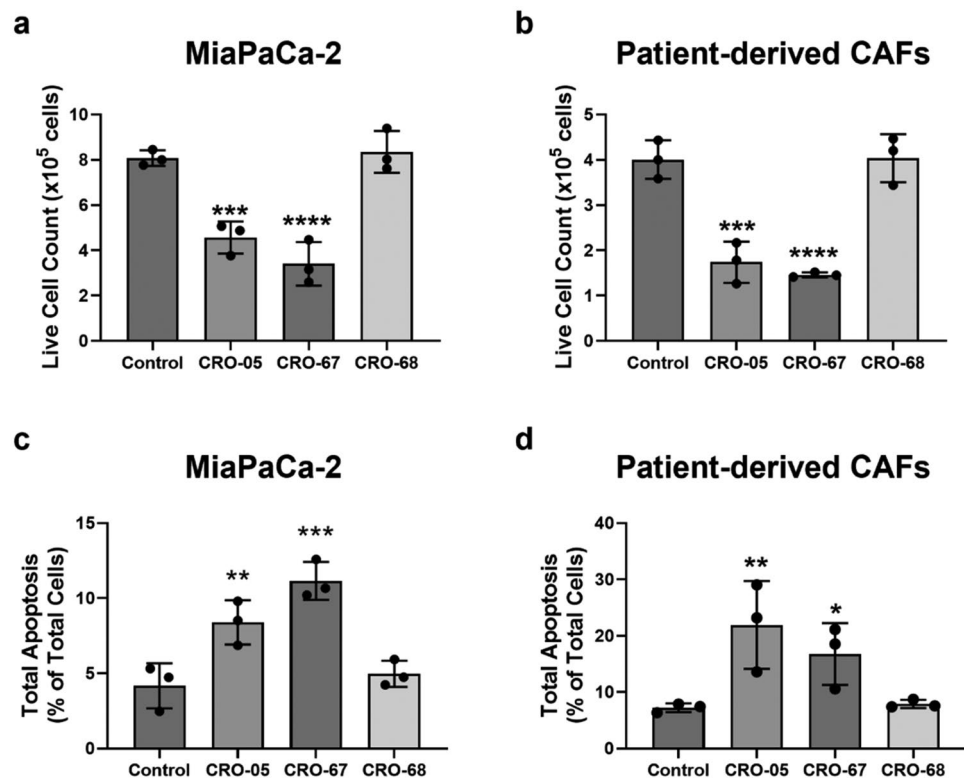 a
MiaPaCa-2
Live Cell Count (x10⁵ cells)
10
8
6
4
2
0
***
****
Control CRO-05 CRO-67 CRO-68
b
Patient-derived CAFs
Live Cell Count (x10⁵ cells)
5
4
3
2
1
0
***
****
Control CRO-05 CRO-67 CRO-68
c
MiaPaCa-2
Total Apoptosis
(% of Total Cells)
15
10
5
0
**
***
Control CRO-05 CRO-67 CRO-68
d
Patient-derived CAFs
Total Apoptosis
(% of Total Cells)
40
30
20
10
0
**
*
Control CRO-05 CRO-67 CRO-68